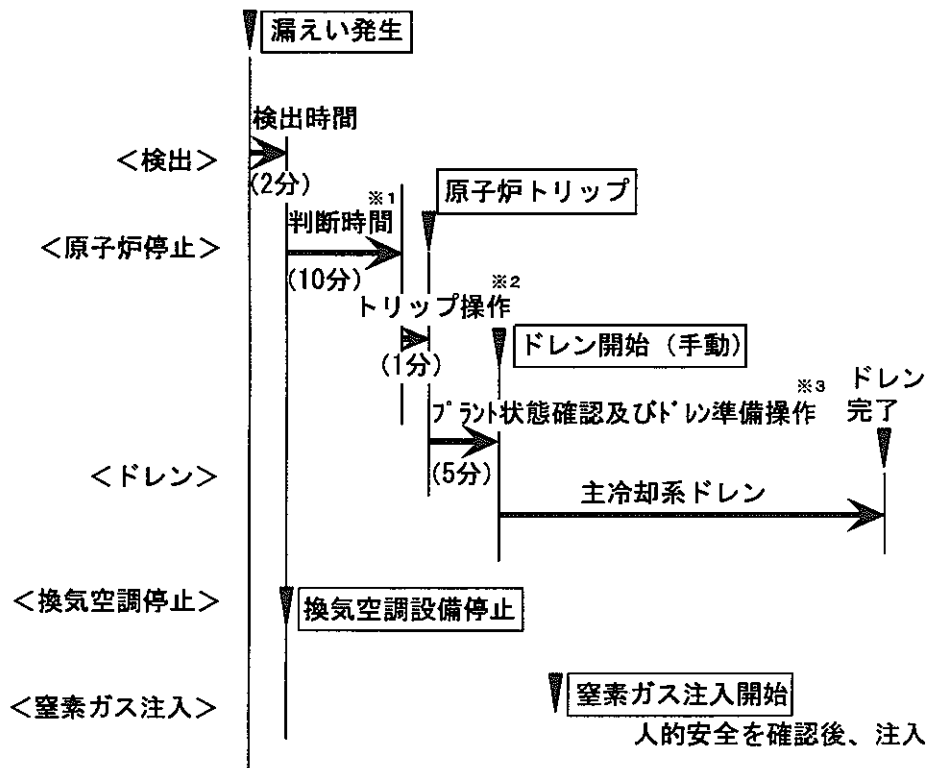 漏えい発生
検出時間
＜検出＞
(2分)
原子炉トリップ
判断時間※1
＜原子炉停止＞
(10分)
トリップ操作※2
(1分)
ドレン開始（手動）
プラント状態確認及びドレン準備操作※3
ドレン
完了
(5分)
＜ドレン＞
主冷却系ドレン
＜換気空調停止＞
換気空調設備停止
＜窒素ガス注入＞
窒素ガス注入開始
人的安全を確認後、注入